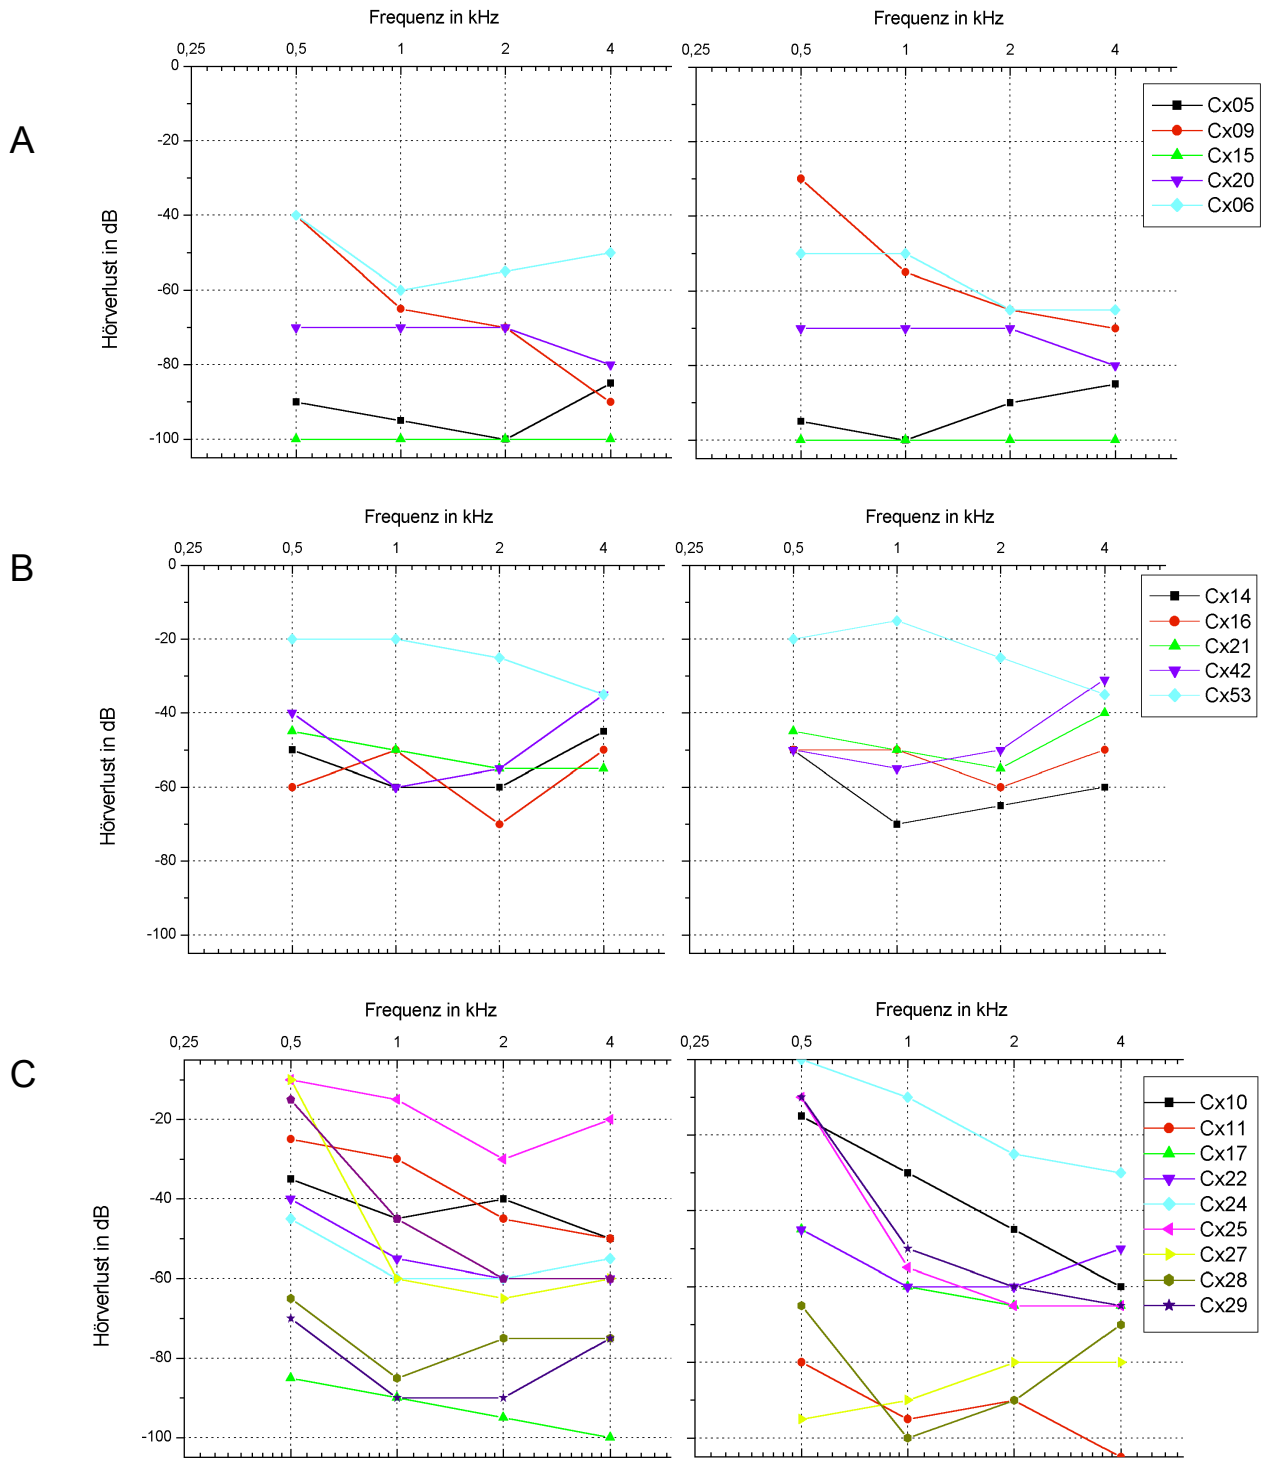 A
Frequenz in kHz
0,25 0,5 1 2 4
0
-20
-40
-60
-80
-100
Hörverlust in dB
Frequenz in kHz
0,25 0,5 1 2 4
Cx05
Cx09
Cx15
Cx20
Cx06
B
Frequenz in kHz
0,25 0,5 1 2 4
0
-20
-40
-60
-80
-100
Hörverlust in dB
Frequenz in kHz
0,25 0,5 1 2 4
Cx14
Cx16
Cx21
Cx42
Cx53
C
Frequenz in kHz
0,25 0,5 1 2 4
-20
-40
-60
-80
-100
Hörverlust in dB
Frequenz in kHz
0,25 0,5 1 2 4
Cx10
Cx11
Cx17
Cx22
Cx24
Cx25
Cx27
Cx28
Cx29